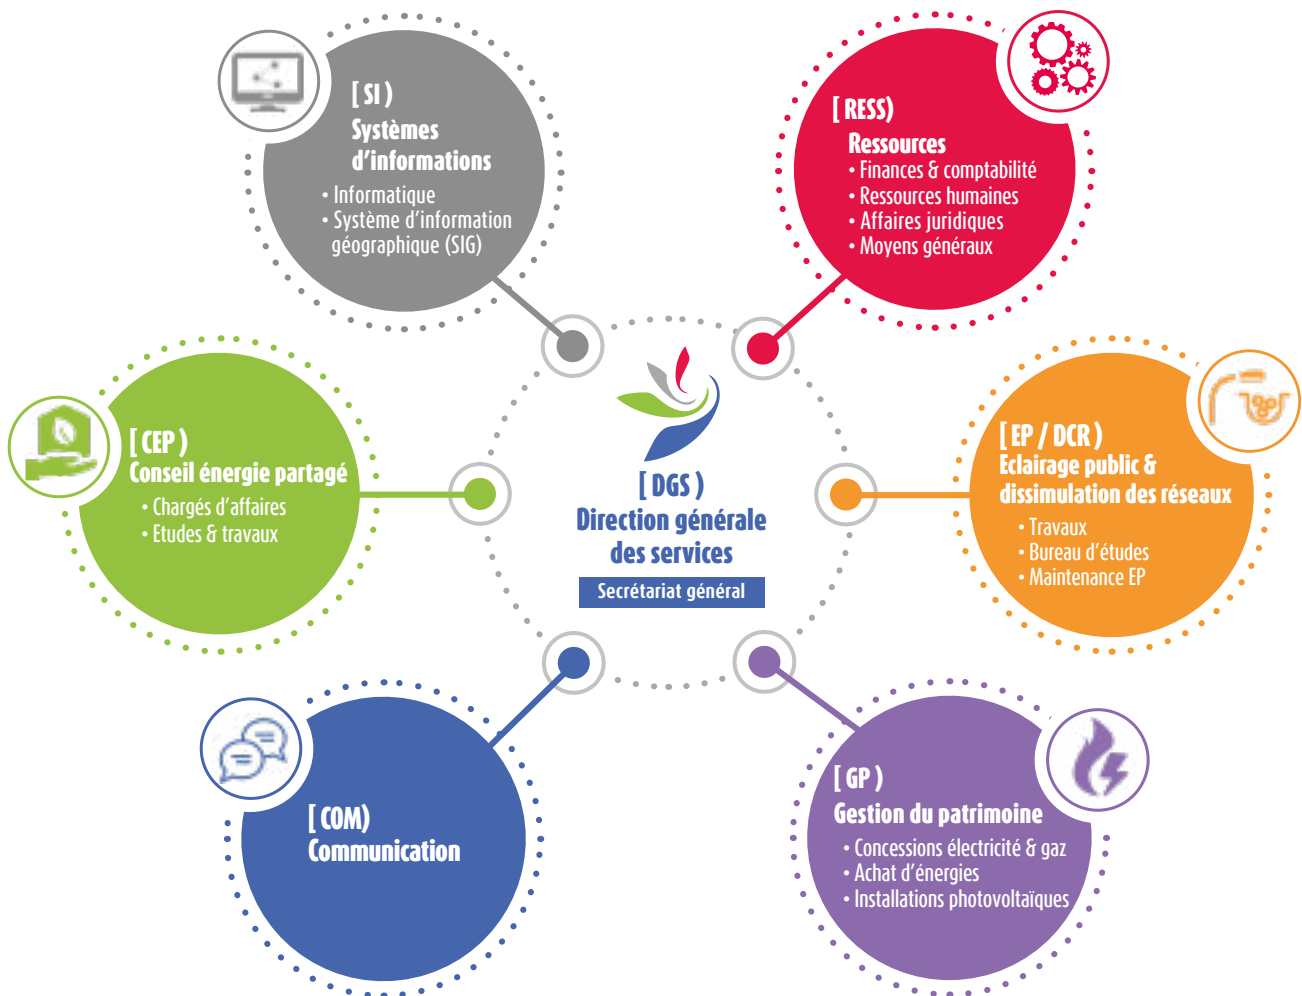 [ SI )
Systèmes
d'informations
• Informatique
• Système d'information
géographique (SIG)
[ RESS)
Ressources
• Finances & comptabilité
• Ressources humaines
• Affaires juridiques
• Moyens généraux
[ CEP )
Conseil énergie partagé
• Chargés d'affaires
• Etudes & travaux
[ DGS )
Direction générale
des services
Secrétariat général
[ EP / DCR )
Eclairage public &
dissimulation des réseaux
• Travaux
• Bureau d'études
• Maintenance EP
[ COM)
Communication
[ GP )
Gestion du patrimoine
• Concessions électricité & gaz
• Achat d'énergies
• Installations photovoltaïques